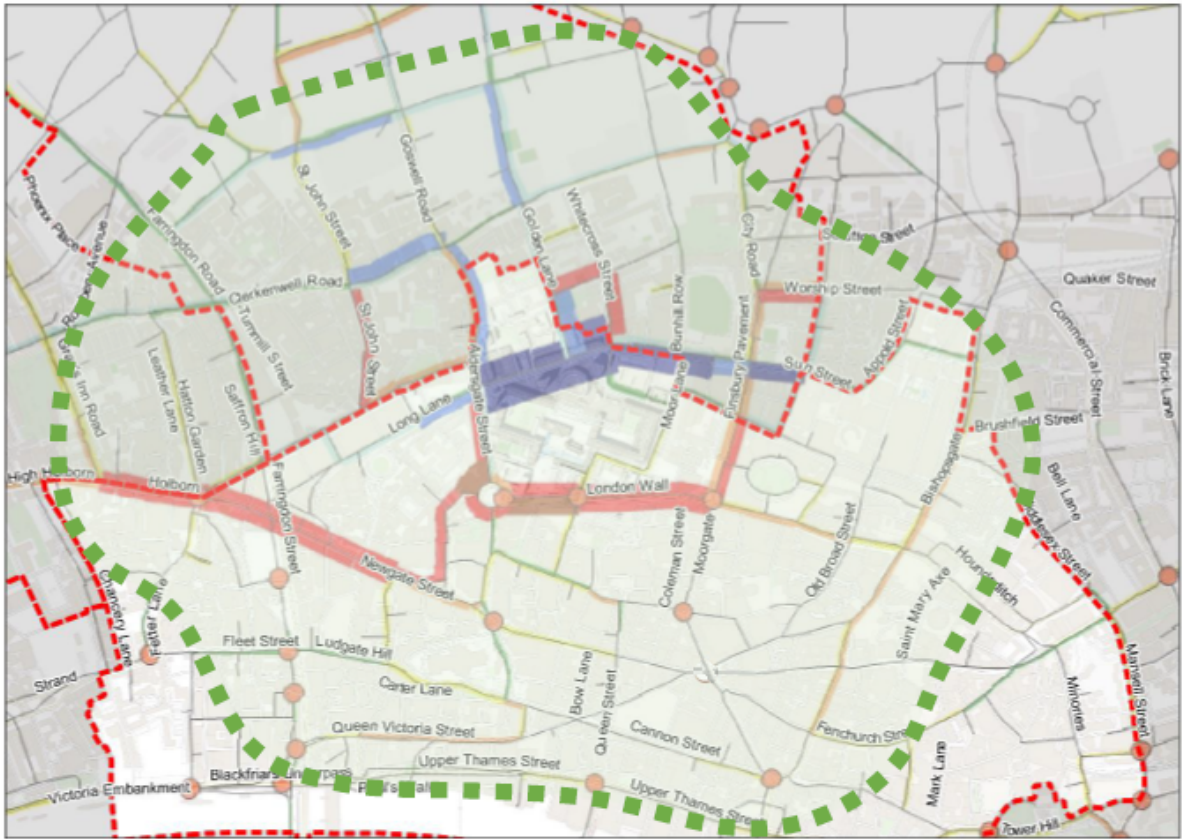 Goswell Road
St. John Street
Whitecross Street
Golden Lane
City Road
Phoenix Place
Farringdon Road
Street
Quaker Street
Clerkenwell Road
Worship Street
Bunhill Row
Appold Street
Commercial Street
Brick Lane
Turnmill Street
St. John Street
Gray's Inn Road
Leather Lane
Hatton Garden
Saffron Hill
Aldersgate Street
Long Lane
Moor Lane
Finsbury Pavement
Sun Street
Brushfield Street
Bishopsgate
Bell Lane
High Holborn
Holborn
Farringdon Street
London Wall
Middlesex Street
Newgate Street
Coleman Street
Moorgate
Old Broad Street
Houndsditch
Saint Mary Axe
Chancery Lane
Fetter Lane
Fleet Street
Ludgate Hill
Carter Lane
Strand
Bow Lane
Queen Street
Mansell Street
Minories
Queen Victoria Street
Cannon Street
Fenchurch Street
Upper Thames Street
Mark Lane
Blackfriars Underpass
Victoria Embankment
Upper Thames Street
Tower Hill